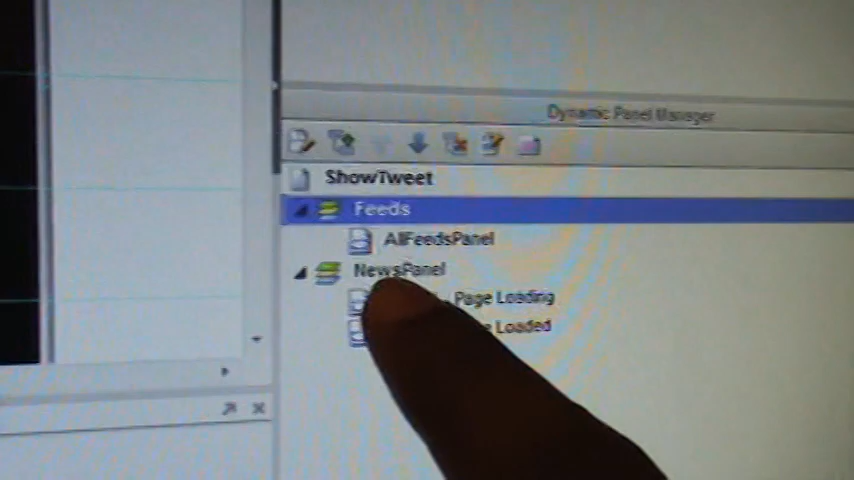 Dynamic Panel Manager
ShowTweet
Feeds
AllFeedsPanel
NewsPanel
Page Loading
Loaded